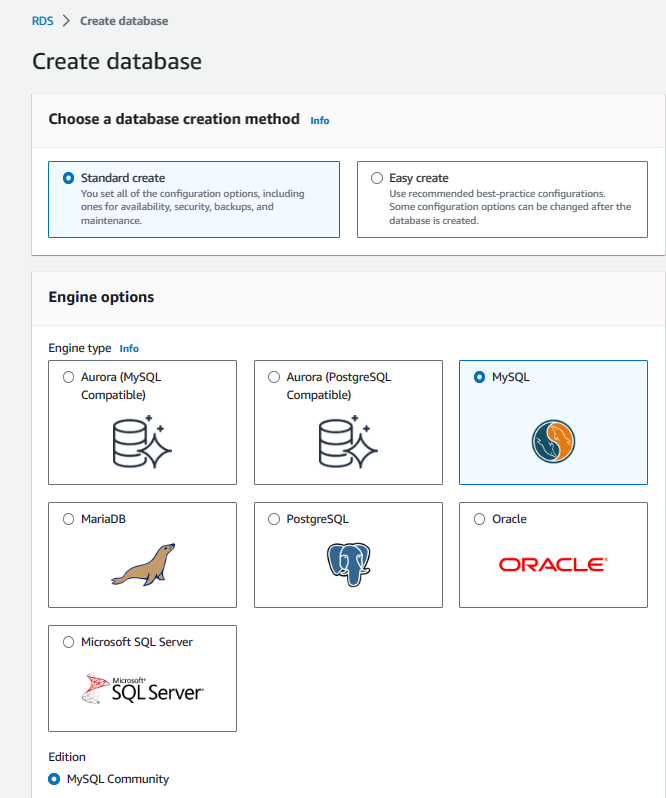 RDS > Create database
Create database
Choose a database creation method Info
Standard create
You set all of the configuration options, including
ones for availability, security, backups, and
maintenance.
Easy create
Use recommended best-practice configurations.
Some configuration options can be changed after the
database is created.
Engine options
Engine type Info
Aurora (MySQL
Compatible)
Aurora (PostgreSQL
Compatible)
MySQL
MariaDB
PostgreSQL
Oracle
ORACLE
Microsoft SQL Server
Microsoft
SQL Server
Edition
MySQL Community